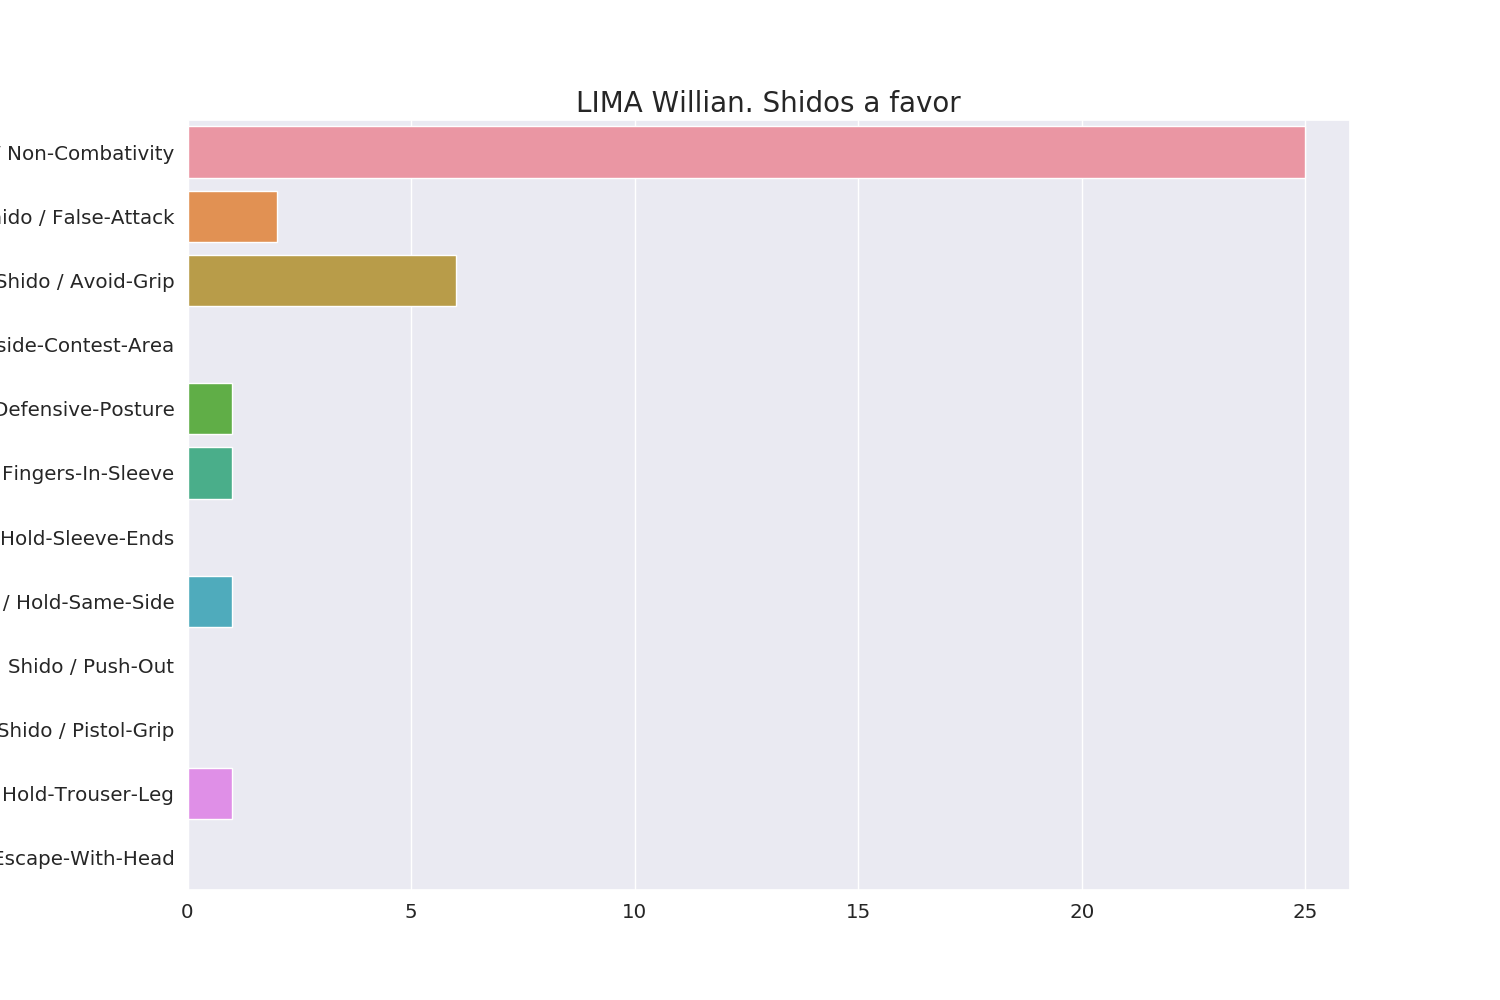 LIMA Willian. Shidos a favor
/ Non-Combativity
/ False-Attack
Shido / Avoid-Grip
-Contest-Area
Defensive-Posture
Fingers-In-Sleeve
Hold-Sleeve-Ends
/ Hold-Same-Side
Shido / Push-Out
Shido / Pistol-Grip
Hold-Trouser-Leg
Escape-With-Head
0 5 10 15 20 25